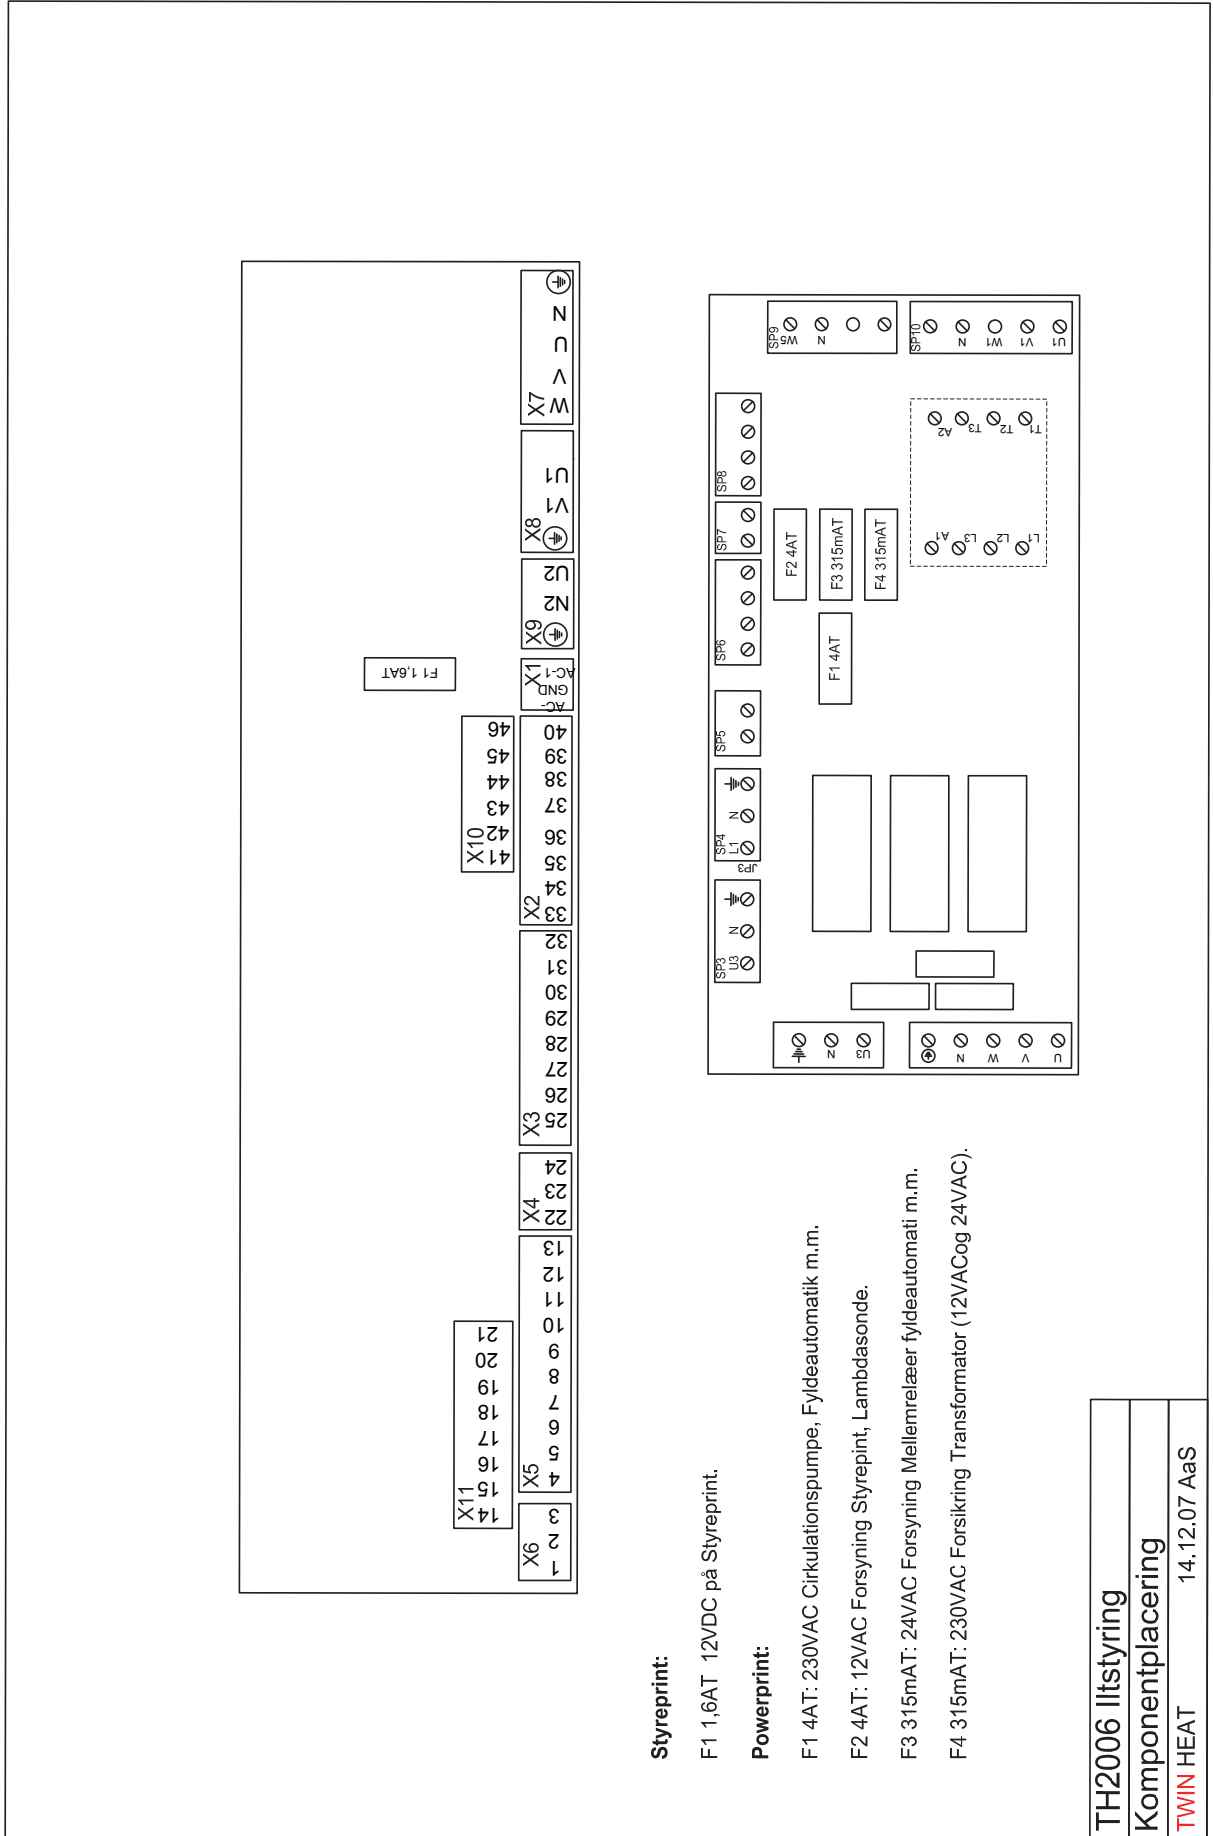 X7
W V U N
X8
V1 U1
X9
N2 U2
X1
AC- GND AC-1
F1 1,6AT
X10
41 42 43 44 45 46
X2
33 34 35 36 37 38 39 40
X3
25 26 27 28 29 30 31 32
X4
22 23 24
X11
14 15 16 17 18 19 20 21
X5
4 5 6 7 8 9 10 11 12 13
X6
1 2 3
SP9
W5 N
SP10
N W1 V1 U1
SP8
SP7
SP6
SP5
SP4
L1 N
JP3
SP3
U3 N
F2 4AT
F3 315mAT
F4 315mAT
F1 4AT
A2 T3 T2 T1
A1 L3 L2 L1
N U3
N W V U
Styreprint:
F1 1,6AT 12VDC på Styreprint.
Powerprint:
F1 4AT: 230VAC Cirkulationspumpe, Fyldeautomatik m.m.
F2 4AT: 12VAC Forsyning Styrepint, Lambdasonde.
F3 315mAT: 24VAC Forsyning Mellemrelæer fyldeautomati m.m.
F4 315mAT: 230VAC Forsikring Transformator (12VACog 24VAC).
TH2006 Iltstyring
Komponentplacering
TWIN HEAT 14.12.07 AaS